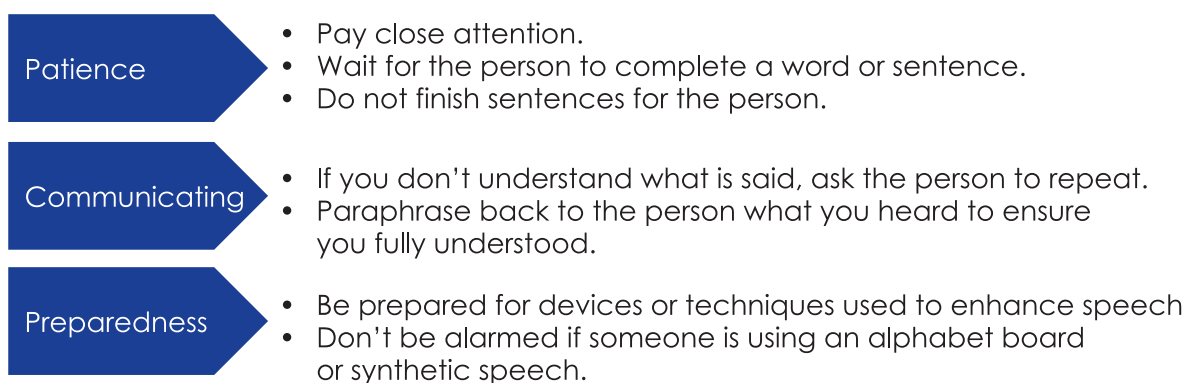 Patience
• Pay close attention.
• Wait for the person to complete a word or sentence.
• Do not finish sentences for the person.
Communicating
• If you don’t understand what is said, ask the person to repeat.
• Paraphrase back to the person what you heard to ensure
you fully understood.
Preparedness
• Be prepared for devices or techniques used to enhance speech
• Don’t be alarmed if someone is using an alphabet board
or synthetic speech.